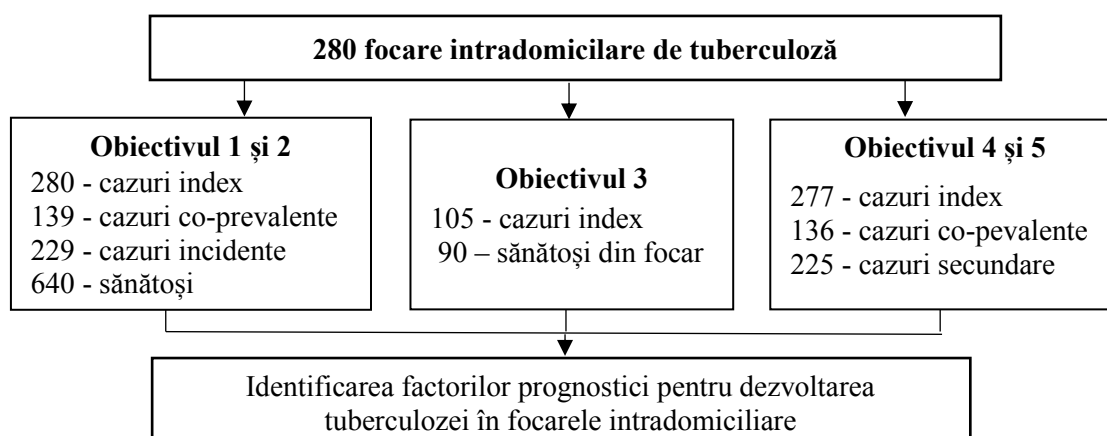 280 focare intradomicilare de tuberculoză
Obiectivul 1 și 2
280 - cazuri index
139 - cazuri co-prevalente
229 - cazuri incidente
640 - sănătoși
Obiectivul 3
105 - cazuri index
90 – sănătoși din focar
Obiectivul 4 și 5
277 - cazuri index
136 - cazuri co-pevalente
225 - cazuri secundare
Identificarea factorilor prognostici pentru dezvoltarea
tuberculozei în focarele intradomiciliare